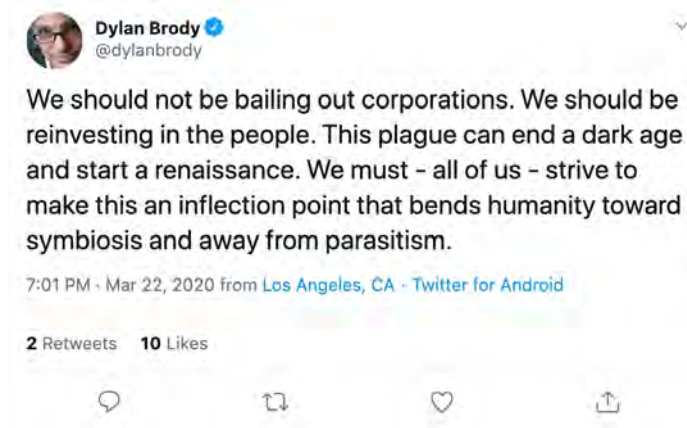 Dylan Brody
@dylanbrody
We should not be bailing out corporations. We should be
reinvesting in the people. This plague can end a dark age
and start a renaissance. We must - all of us - strive to
make this an inflection point that bends humanity toward
symbiosis and away from parasitism.
7:01 PM · Mar 22, 2020 from Los Angeles, CA · Twitter for Android
2 Retweets 10 Likes